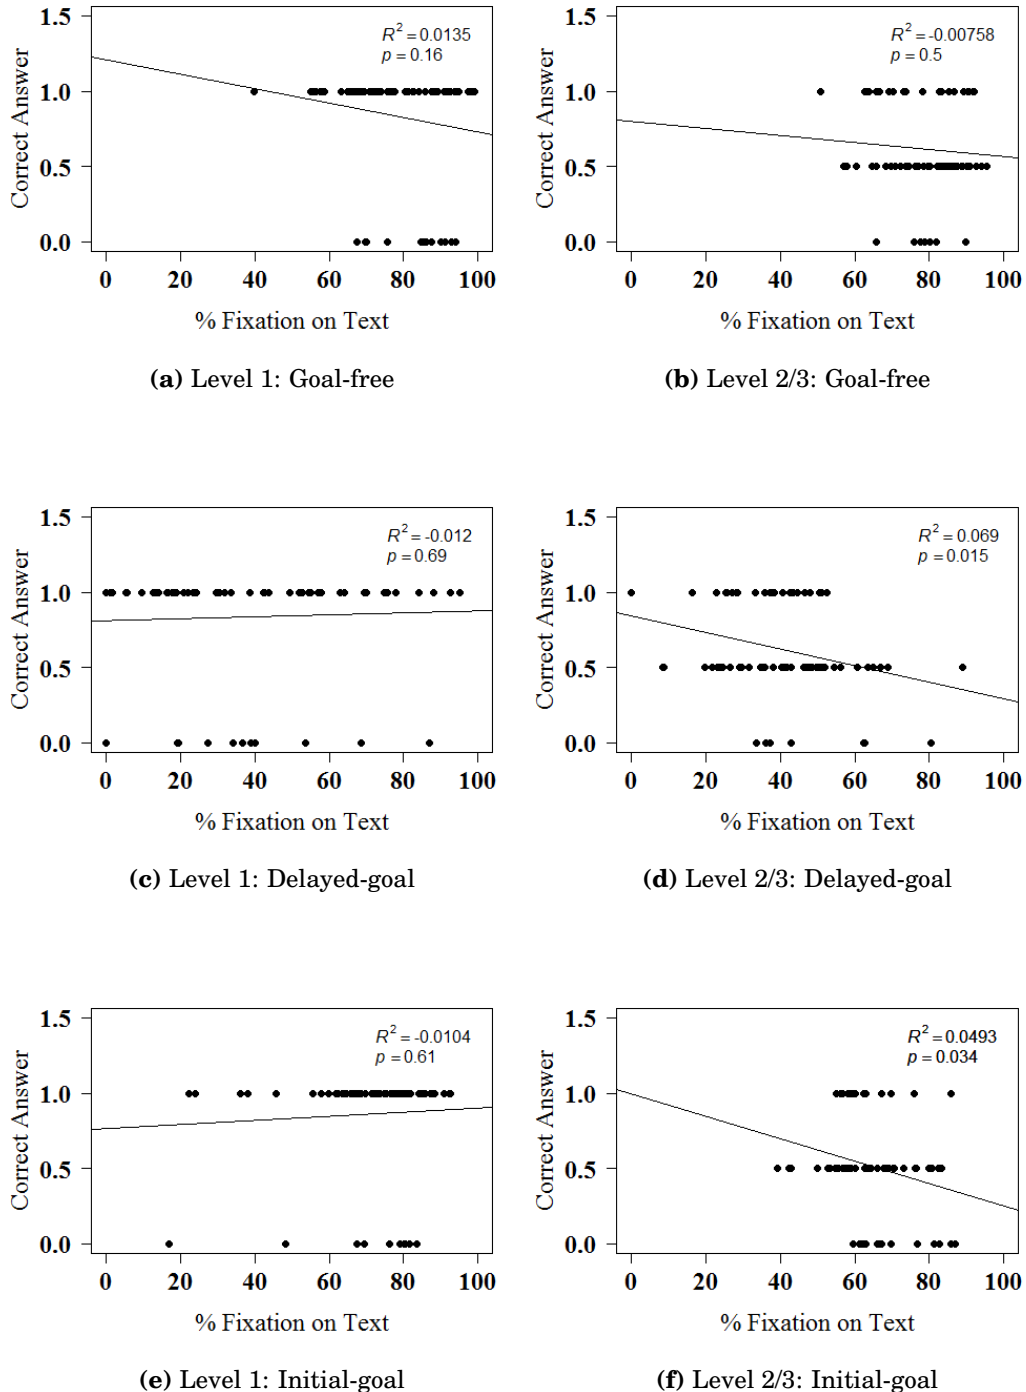 1.5
1.0
0.5
0.0
Correct Answer
R² = 0.0135
p = 0.16
0 20 40 60 80 100
% Fixation on Text
(a) Level 1: Goal-free
1.5
1.0
0.5
0.0
Correct Answer
R² = -0.00758
p = 0.5
0 20 40 60 80 100
% Fixation on Text
(b) Level 2/3: Goal-free
1.5
1.0
0.5
0.0
Correct Answer
R² = -0.012
p = 0.69
0 20 40 60 80 100
% Fixation on Text
(c) Level 1: Delayed-goal
1.5
1.0
0.5
0.0
Correct Answer
R² = 0.069
p = 0.015
0 20 40 60 80 100
% Fixation on Text
(d) Level 2/3: Delayed-goal
1.5
1.0
0.5
0.0
Correct Answer
R² = -0.0104
p = 0.61
0 20 40 60 80 100
% Fixation on Text
(e) Level 1: Initial-goal
1.5
1.0
0.5
0.0
Correct Answer
R² = 0.0493
p = 0.034
0 20 40 60 80 100
% Fixation on Text
(f) Level 2/3: Initial-goal